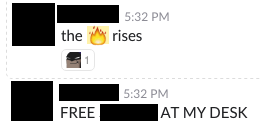 5:32 PM
the 🔥 rises
1
5:32 PM
FREE AT MY DESK